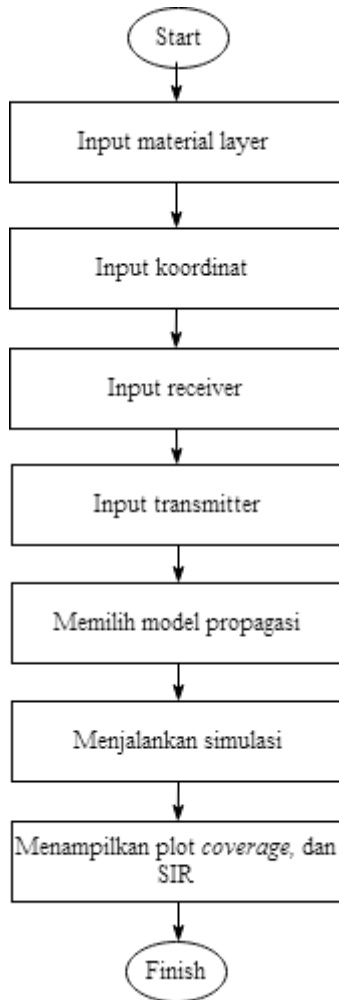 Start
Input material layer
Input koordinat
Input receiver
Input transmitter
Memilih model propagasi
Menjalankan simulasi
Menampilkan plot coverage, dan
SIR
Finish